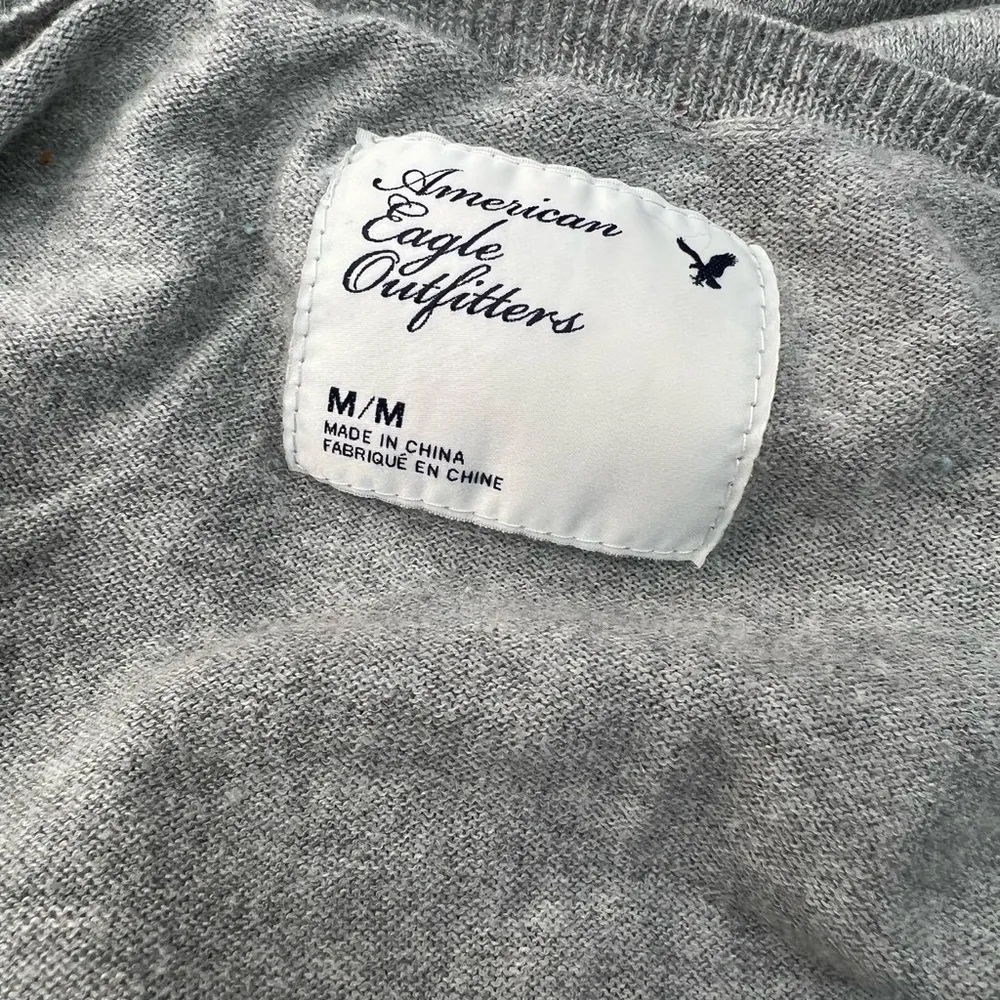 American
Eagle
Outfitters
M/M
MADE IN CHINA
FABRIQUÉ EN CHINE